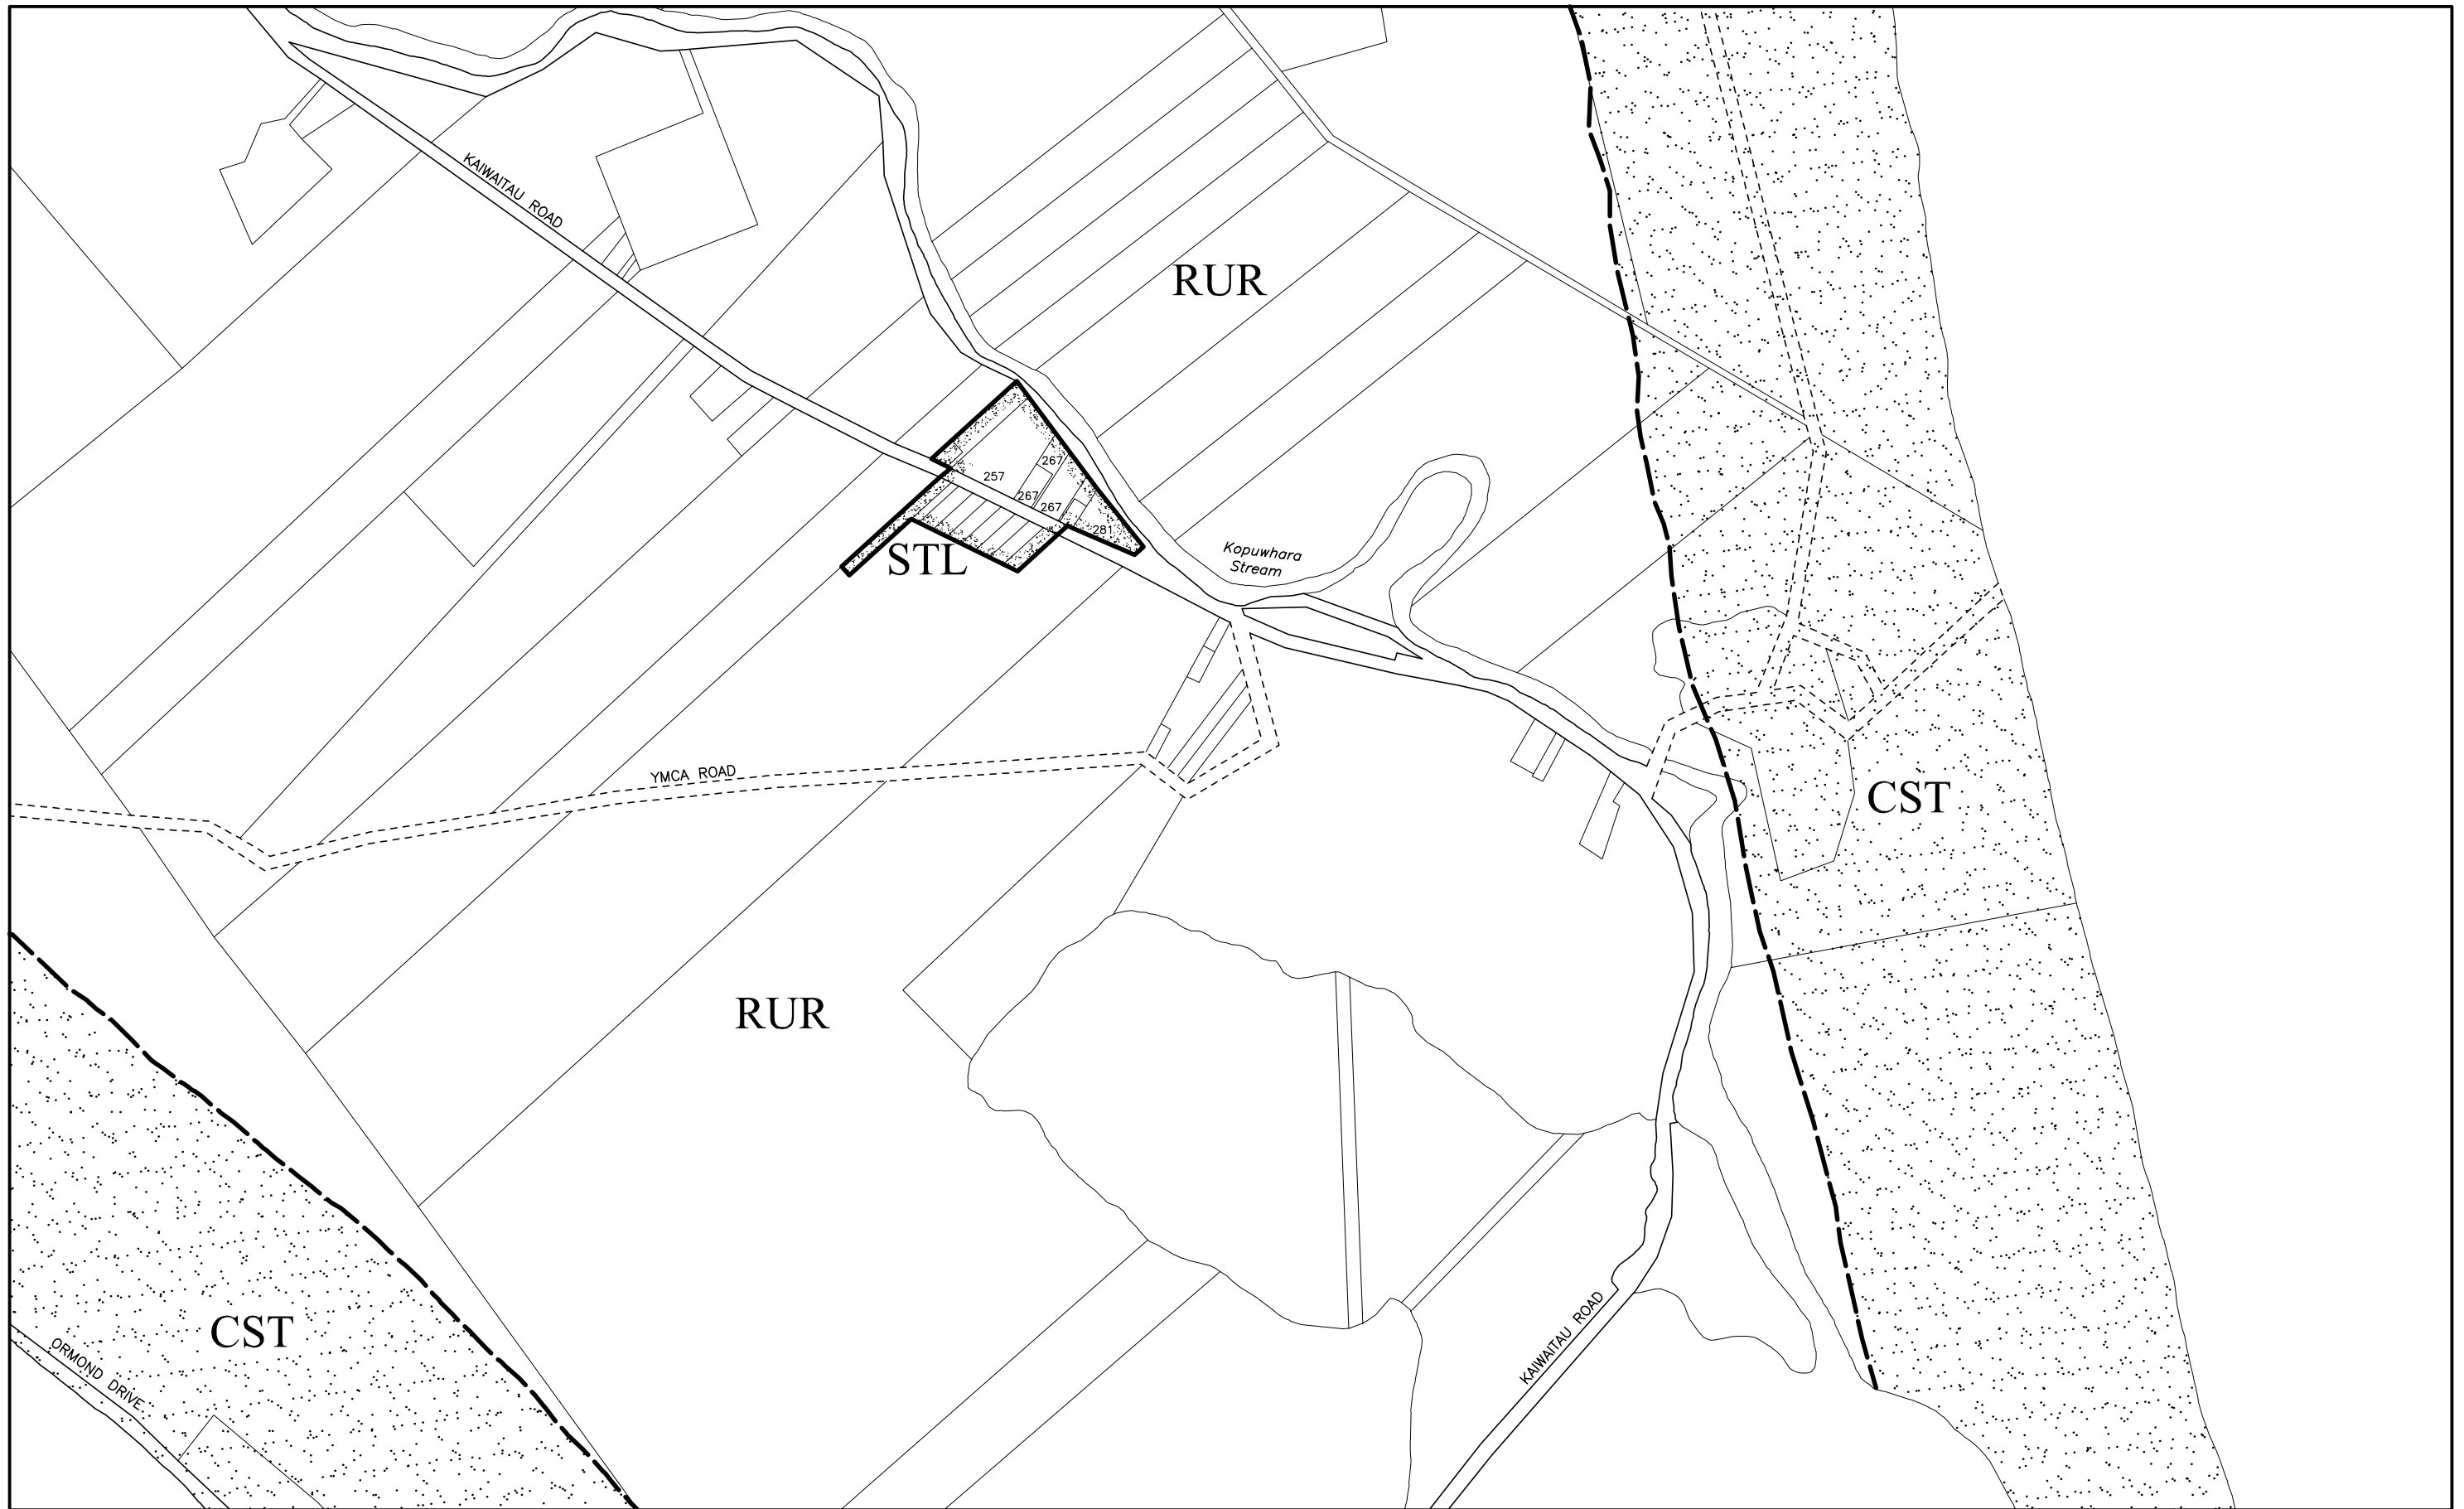 KAIWAITAU ROAD
RUR
257
267
267
267
281
STL
Kopuwhara
Stream
YMCA ROAD
CST
RUR
CST
ORMOND DRIVE
KAIWAITAU ROAD